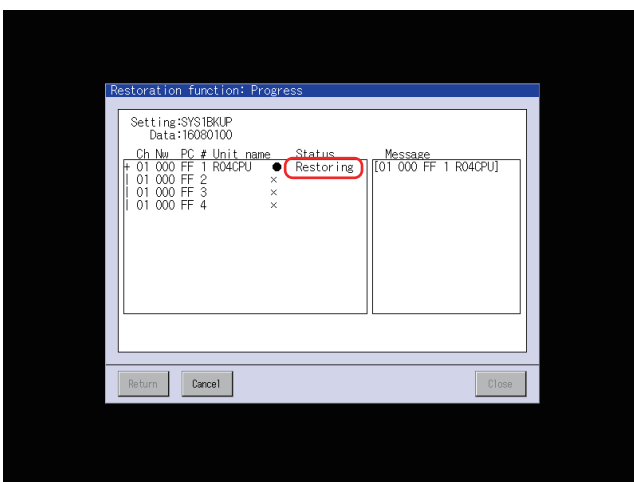 Restoration function: Progress
Setting:SYS1BKUP
Data:16080100
Ch Nw PC # Unit name Status Message
+ 01 000 FF 1 R04CPU ● Restoring [01 000 FF 1 R04CPU]
| 01 000 FF 2 ×
| 01 000 FF 3 ×
| 01 000 FF 4 ×
Return Cancel Close